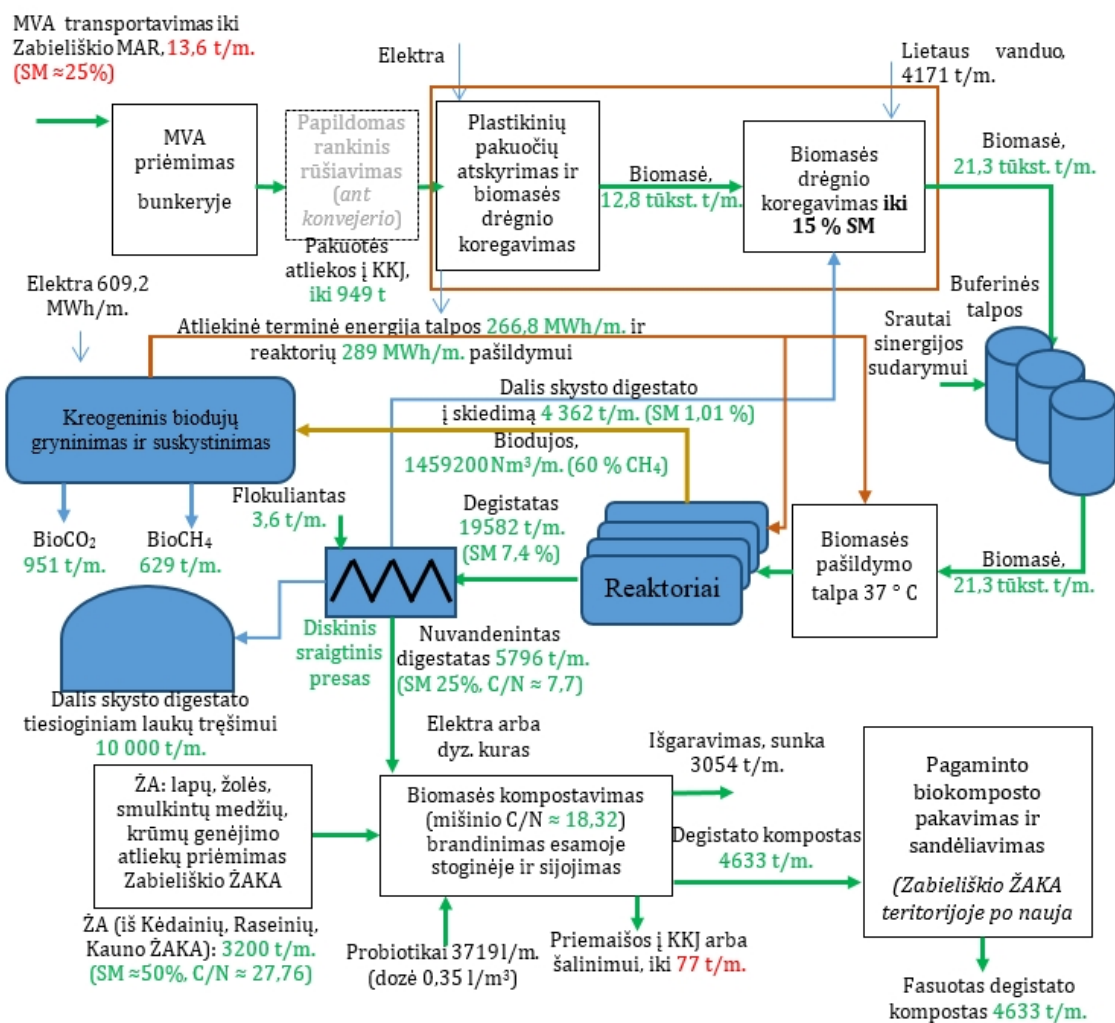 MVA transportavimas iki
Zabieliškio MAR, 13,6 t/m.
(SM ≈25%)
Elektra
Lietaus vanduo,
4171 t/m.
MVA
priėmimas
bunkeryje
Papildomas
rankinis
rūšiavimas
(ant
konvejerio)
Pakuotės
atliekos į KKJ,
iki 949 t
Plastikinių
pakuočių
atskyrimas ir
biomasės
drėgnio
koregavimas
Biomasė,
12,8 tūkst. t/m.
Biomasės
drėgnio
koregavimas iki
15 % SM
Biomasė,
21,3 tūkst. t/m.
Elektra 609,2
MWh/m.
Atliekinė terminė energija talpos 266,8 MWh/m. ir
reaktorių 289 MWh/m. pašildymui
Buferinės
talpos
Srautai
sinergijos
sudarymui
Kreogeninis biodujų
gryninimas ir suskystinimas
Dalis skysto digestato
į skiedimą 4 362 t/m. (SM 1,01 %)
Biodujos,
1459200Nm³/m. (60 % CH₄)
Flokuliantas
3,6 t/m.
Degistatas
19582 t/m.
(SM 7,4 %)
BioCO₂
951 t/m.
BioCH₄
629 t/m.
Reaktoriai
Biomasės
pašildymo
talpa 37 ° C
Biomasė,
21,3 tūkst. t/m.
Diskinis
sraigtinis
presas
Nuvandenintas
digestatas 5796 t/m.
(SM 25%, C/N ≈ 7,7)
Dalis skysto digestato
tiesioginiam laukų tręšimui
10 000 t/m.
Elektra arba
dyz. kuras
Išgaravimas, sunka
3054 t/m.
ŽA: lapų, žolės,
smulkintų medžių,
krūmų genėjimo
atliekų priėmimas
Zabieliškio ŽAKA
Biomasės kompostavimas
(mišinio C/N ≈ 18,32)
brandinimas esamoje
stoginėje ir sijojimas
Degistato kompostas
4633 t/m.
Pagaminto
biokomposto
pakavimas ir
sandėliavimas
(Zabieliškio ŽAKA
teritorijoje po nauja
ŽA (iš Kėdainių, Raseinių,
Kauno ŽAKA): 3200 t/m.
(SM ≈50%, C/N ≈ 27,76)
Probiotikai 3719 l/m.
(dozė 0,35 l/m³)
Priemaišos į KKJ arba
šalinimui, iki 77 t/m.
Fasuotas degistato
kompostas 4633 t/m.